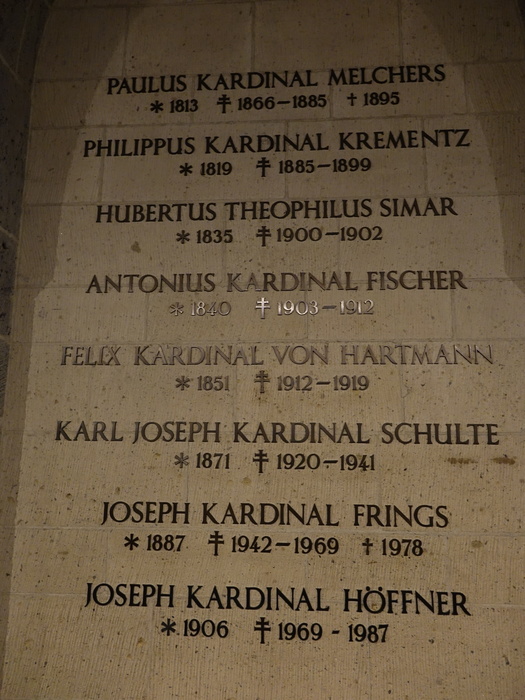 PAULUS KARDINAL MELCHERS
* 1813 ‡ 1866–1885 † 1895
PHILIPPUS KARDINAL KREMENTZ
* 1819 ‡ 1885–1899
HUBERTUS THEOPHILUS SIMAR
* 1835 ‡ 1900–1902
ANTONIUS KARDINAL FISCHER
* 1840 ‡ 1903–1912
FELIX KARDINAL VON HARTMANN
* 1851 ‡ 1912–1919
KARL JOSEPH KARDINAL SCHULTE
* 1871 ‡ 1920–1941
JOSEPH KARDINAL FRINGS
* 1887 ‡ 1942–1969 † 1978
JOSEPH KARDINAL HÖFFNER
* 1906 ‡ 1969 - 1987